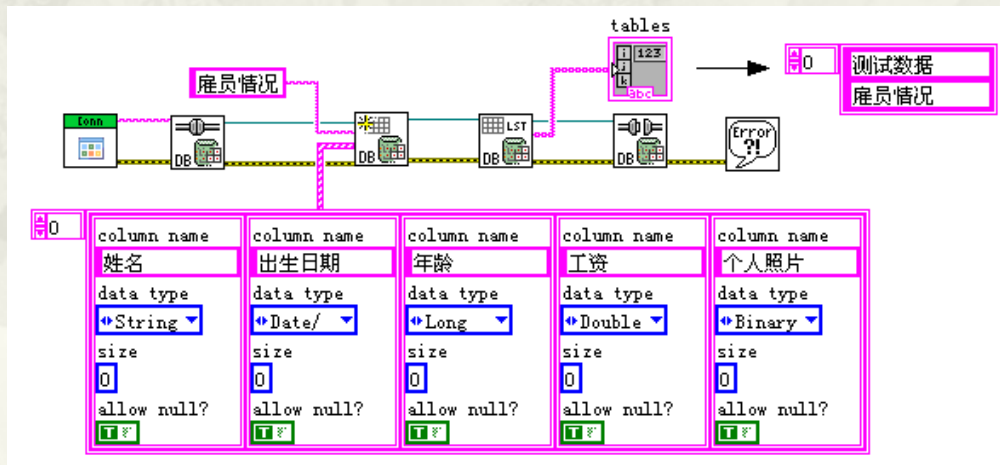 tables
i 123
j
k
abc
0 测试数据
雇员情况
雇员情况
Conn
DB
DB
LST
DB
DB
Error
?!
0
column name column name column name column name column name
姓名 出生日期 年龄 工资 个人照片
data type data type data type data type data type
String Date/ Long Double Binary
size size size size size
0 0 0 0 0
allow null? allow null? allow null? allow null? allow null?
T T T T T